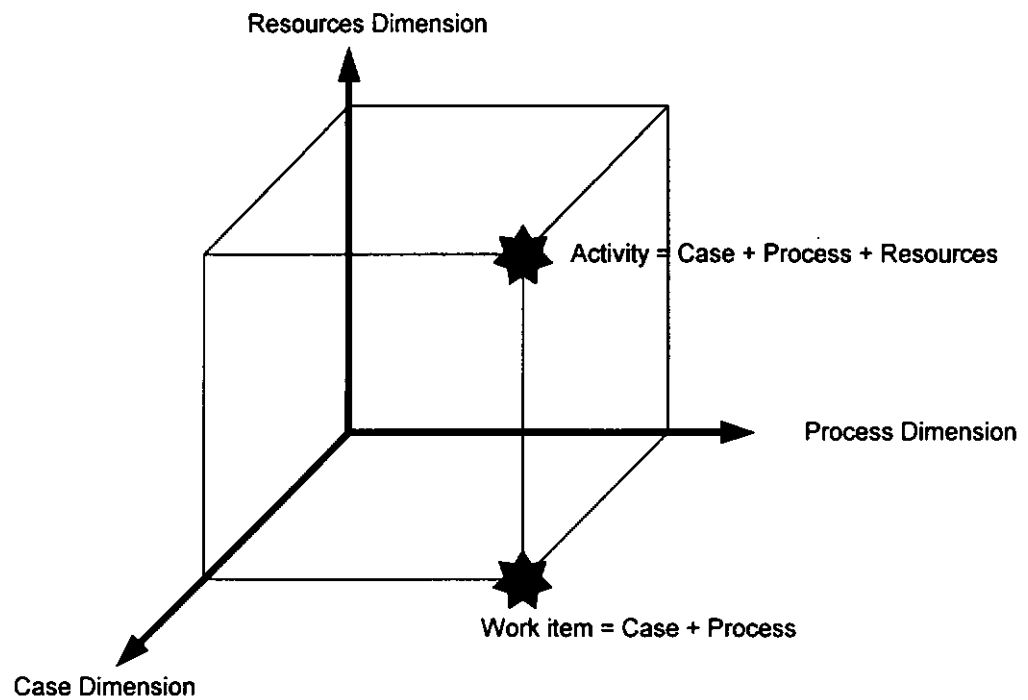 Resources Dimension
Activity = Case + Process + Resources
Process Dimension
Work item = Case + Process
Case Dimension